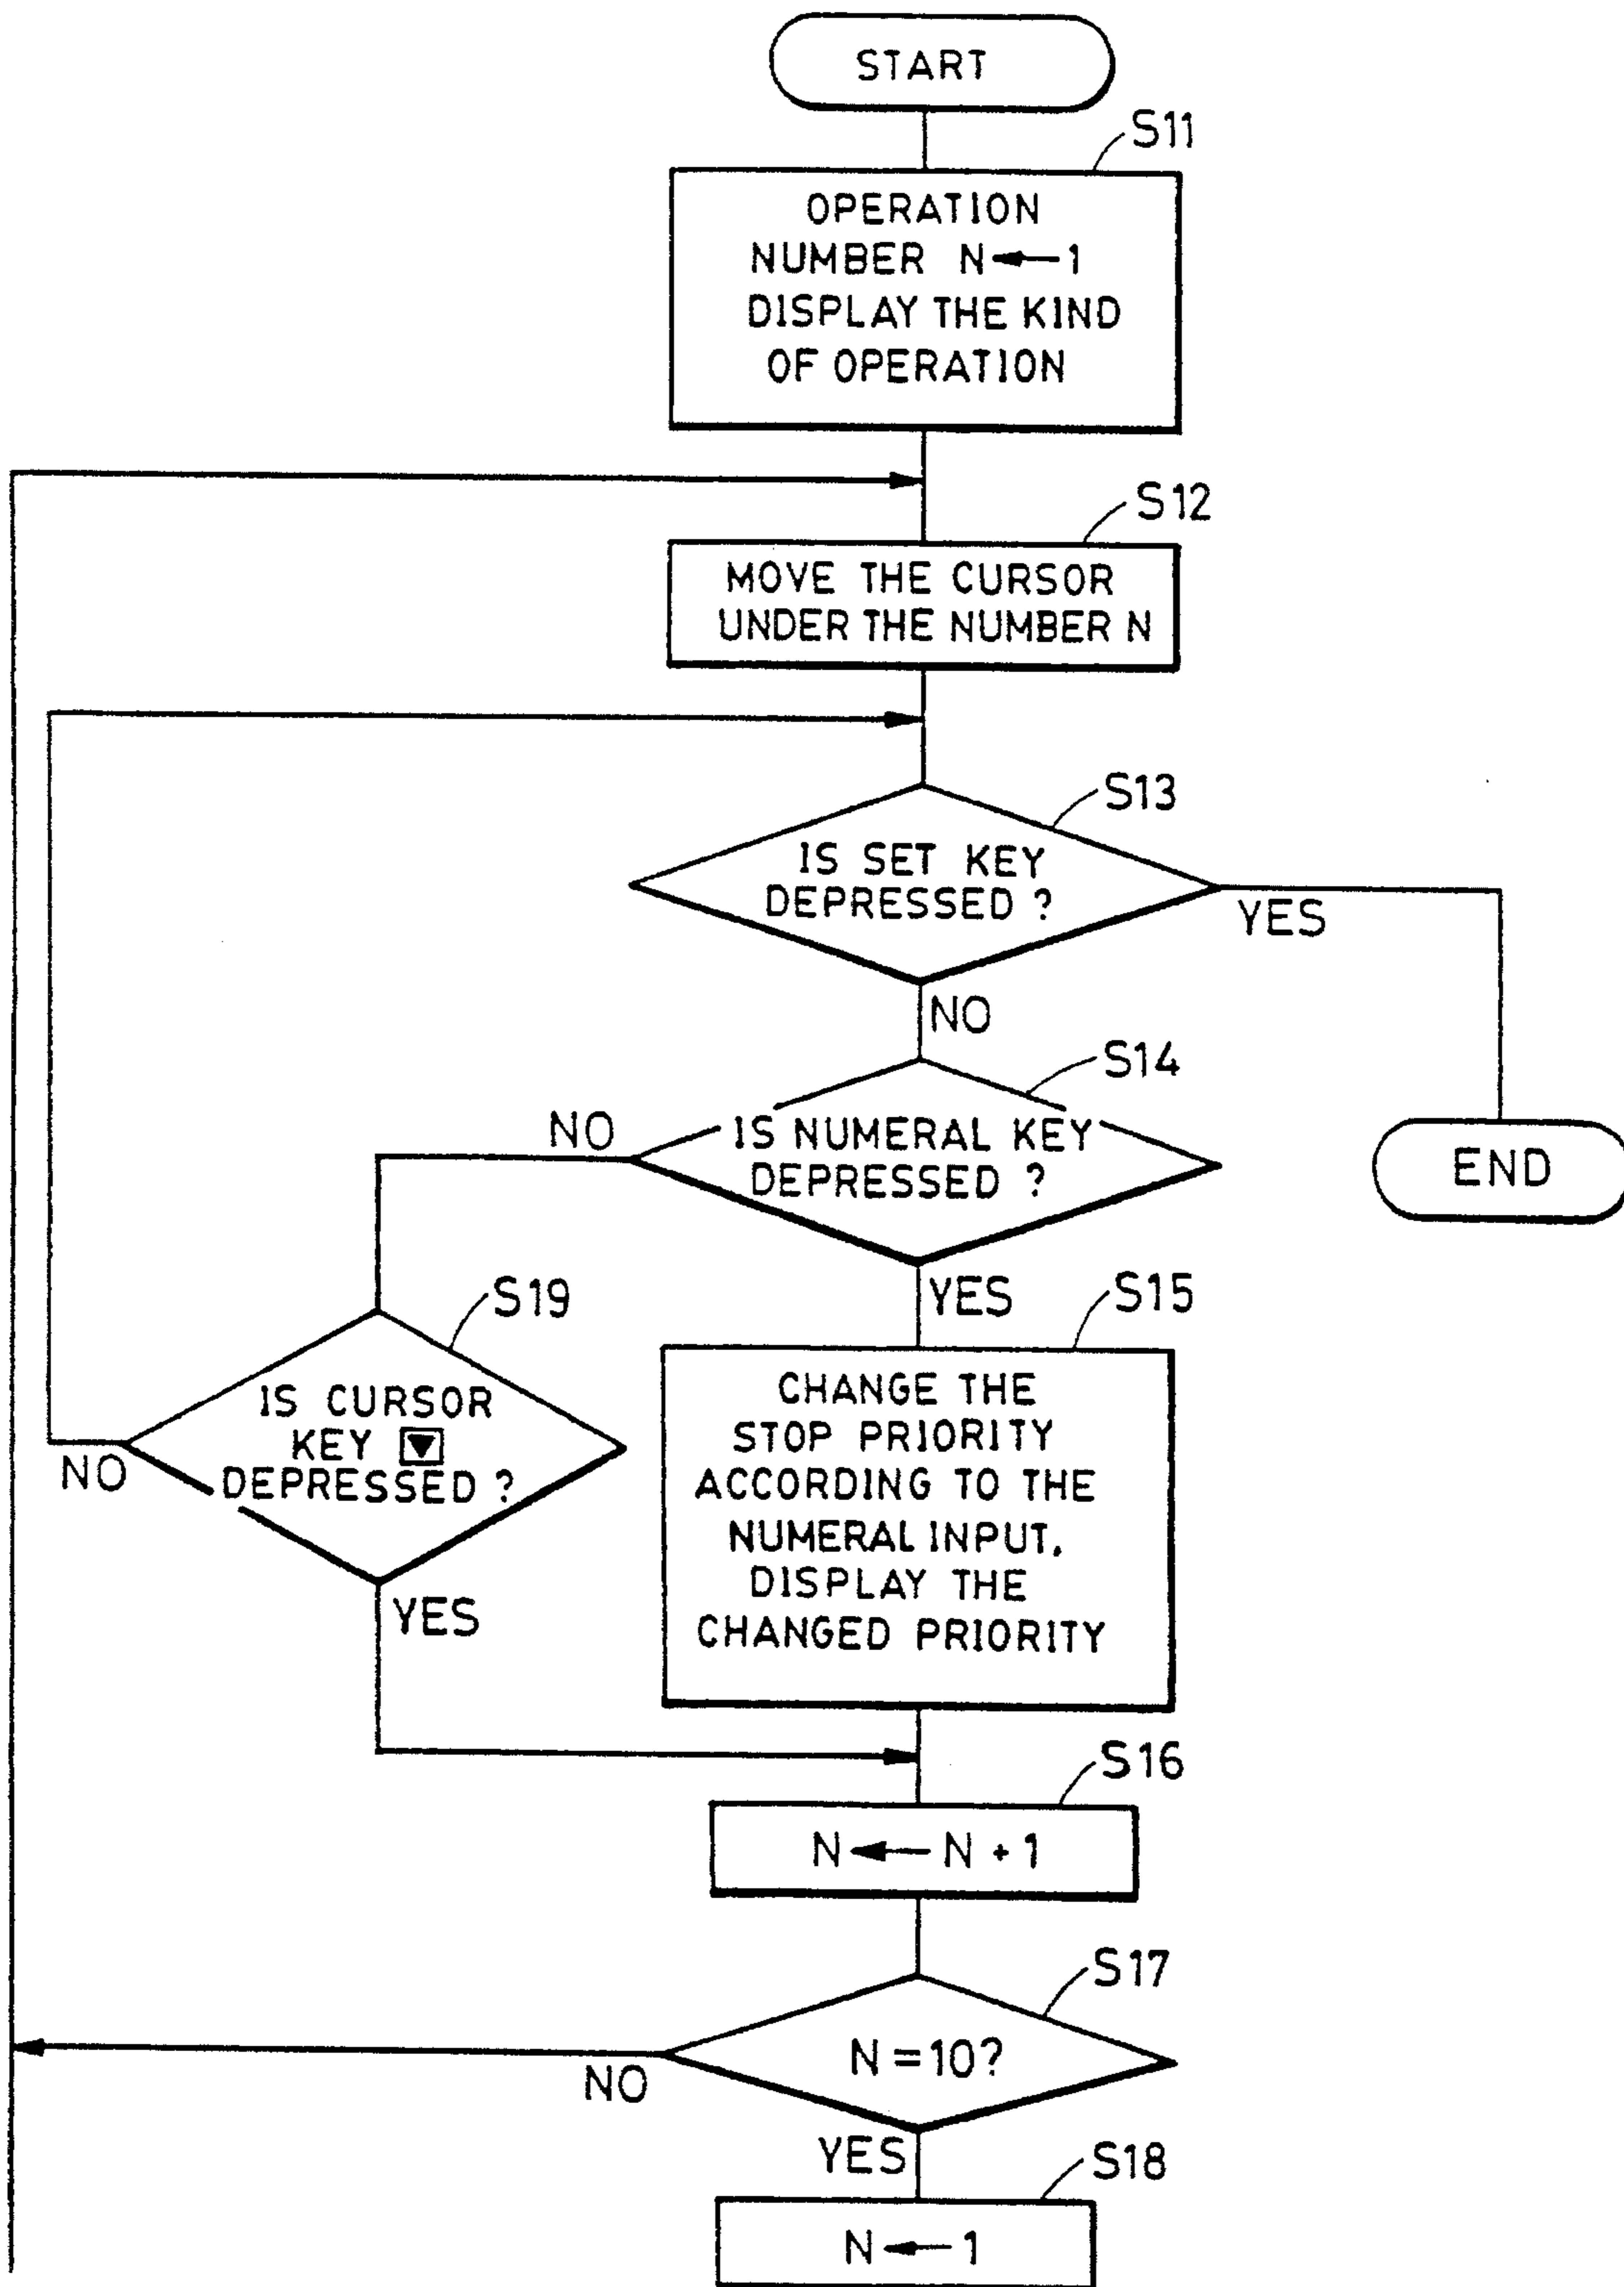 START
S11
OPERATION
NUMBER N ← 1
DISPLAY THE KIND
OF OPERATION
S12
MOVE THE CURSOR
UNDER THE NUMBER N
S13
IS SET KEY
DEPRESSED ?
YES
NO
S14
NO
IS NUMERAL KEY
DEPRESSED ?
END
YES
S19
S15
IS CURSOR
KEY ▼
DEPRESSED ?
NO
YES
CHANGE THE
STOP PRIORITY
ACCORDING TO THE
NUMERAL INPUT.
DISPLAY THE
CHANGED PRIORITY
S16
N ← N + 1
S17
N = 10?
NO
YES
S18
N ← 1